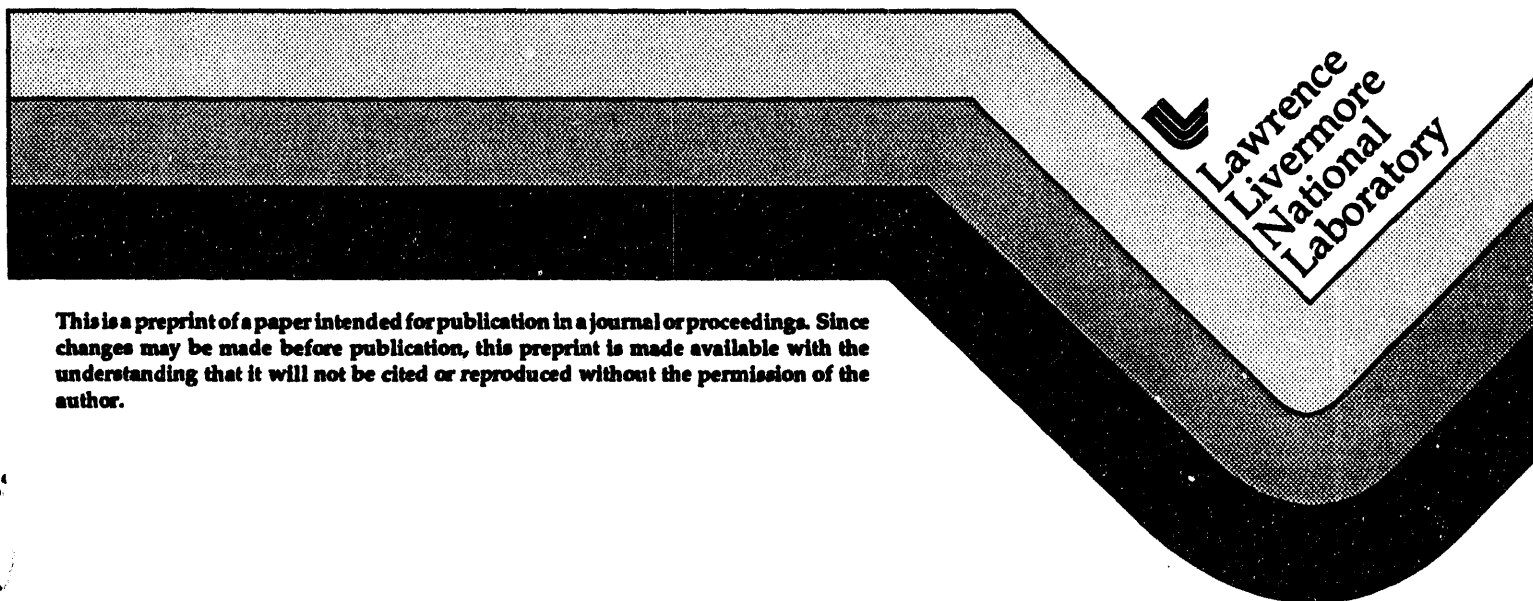 Lawrence
Livermore
National
Laboratory
This is a preprint of a paper intended for publication in a journal or proceedings. Since
changes may be made before publication, this preprint is made available with the
understanding that it will not be cited or reproduced without the permission of the
author.